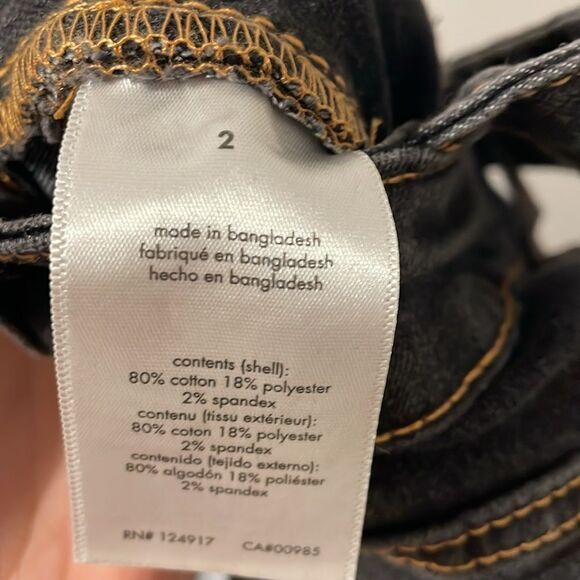 2
made in bangladesh
fabriqué en bangladesh
hecho en bangladesh
contents (shell):
80% cotton 18% polyester
2% spandex
contenu (tissu extérieur):
80% coton 18% polyester
2% spandex
contenido (tejido externo):
80% algodón 18% poliéster
2% spandex
RN# 124917 CA#00985